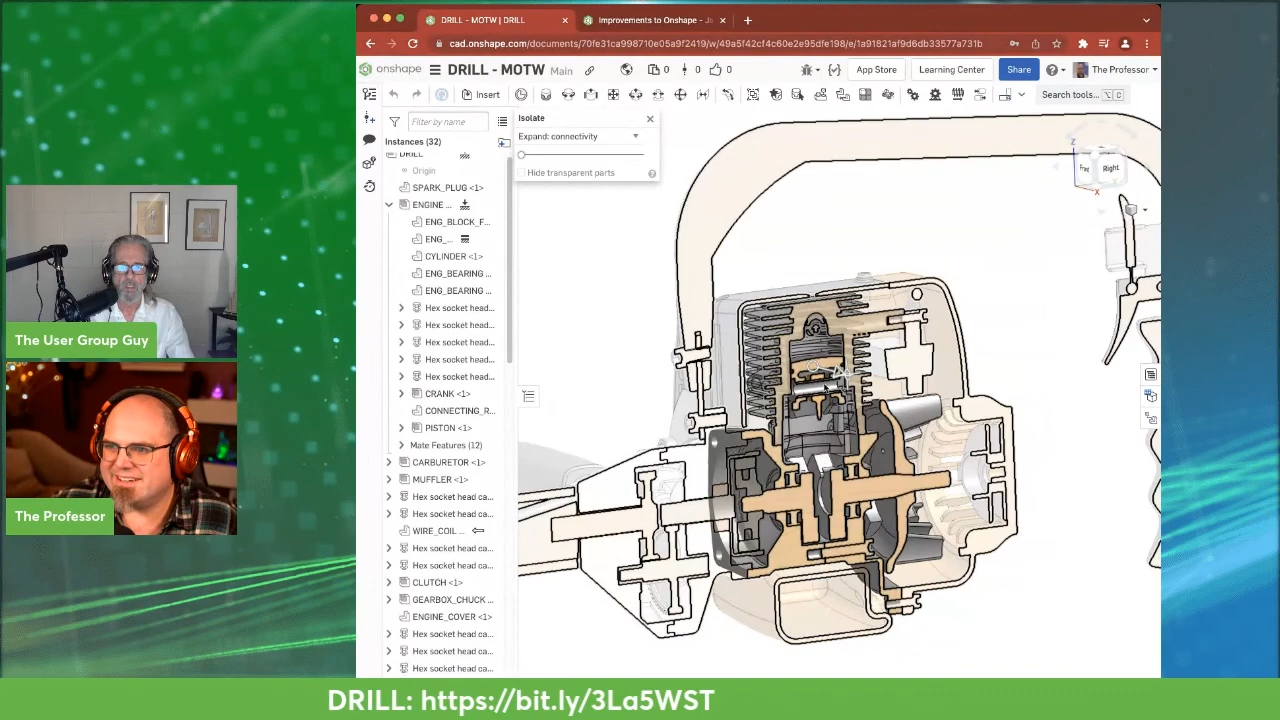 DRILL - MOTW | DRILL
Improvements to Onshape - Ja
cad.onshape.com/documents/70fe31ca998710e05a9f2419/w/49a5f42cf4c60e2e95dfe198/e/1a91821af9d6db33577a731b
onshape
DRILL - MOTW Main
0
0
0
App Store
Learning Center
Share
The Professor
Insert
Search tools...
Filter by name
Instances (32)
DRILL
Origin
SPARK_PLUG <1>
ENGINE ...
ENG_BLOCK_F...
ENG_...
CYLINDER <1>
ENG_BEARING ...
ENG_BEARING ...
Hex socket head...
Hex socket head...
Hex socket head...
Hex socket head...
Hex socket head...
CRANK <1>
CONNECTING_R...
PISTON <1>
Mate Features (12)
CARBURETOR <1>
MUFFLER <1>
Hex socket head ca...
Hex socket head ca...
WIRE_COIL ...
Hex socket head ca...
Hex socket head ca...
CLUTCH <1>
GEARBOX_CHUCK ...
ENGINE_COVER <1>
Hex socket head ca...
Hex socket head ca...
Hex socket head ca...
Isolate
Expand: connectivity
Hide transparent parts
Z
Front
Right
X
The User Group Guy
The Professor
DRILL: https://bit.ly/3La5WST